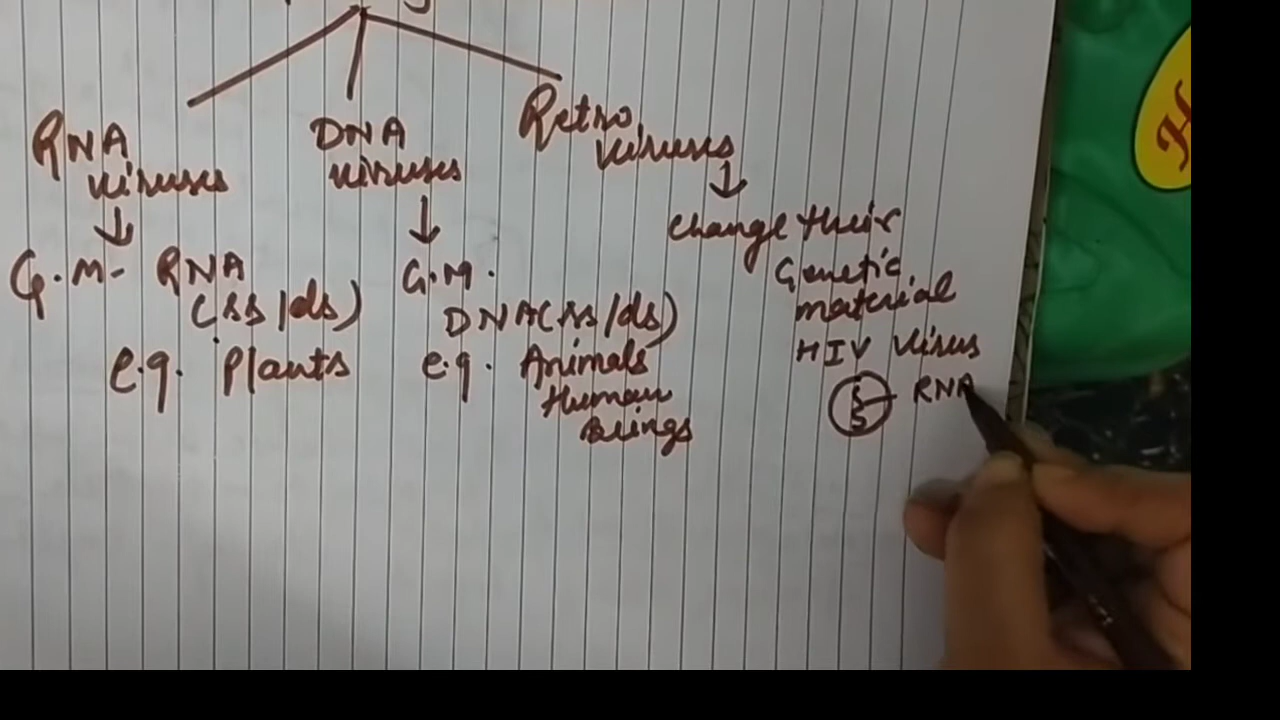 RNA
viruses
G.M- RNA
(ss/ds)
e.g. Plants
DNA
viruses
G.M.
DNA(ss/ds)
e.g. Animals
Human
Beings
Retro
viruses
Change their
Genetic
material
HIV Virus
RNA
H